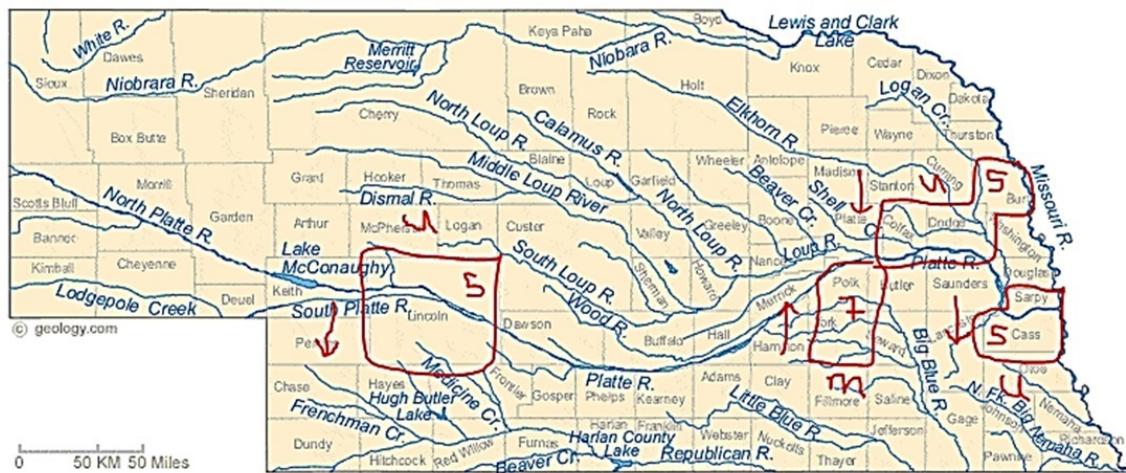 Boyd
Lewis and Clark
Lake
White R.
Dawes
Keya Paha
Merritt
Reservoir
Niobara R.
Knox
Cedar
Dixon
Sioux
Niobrara R.
Sheridan
Holt
Logan Cr.
Dakota
Brown
Rock
Cherry
North Loup R.
Calamus R.
Elkhorn R.
Pierce
Wayne
Thurston
Box Butte
Blaine
Wheeler
Antelope
Madison
Cuming
Missouri R.
Morrill
Grant
Hooker
Thomas
Middle Loup River
Loup
Garfield
Beaver Cr.
Shell
Cr.
Stanton
5
Scotts Bluff
North Platte R.
Garden
Arthur
Dismal R.
McPherson
Logan
Custer
Valley
Greeley
North Loup R.
Boone
Platte
Colfax
Dodge
Washington
Banner
Lake
McConaughy
5
South Loup R.
Sherman
Howard
Nance
Loup R.
Platte R.
Douglas
Kimball
Cheyenne
Deuel
Keith
Lodgepole Creek
South Platte R.
Lincoln
Wood R.
Merrick
Polk
Butler
Saunders
Sarpy
© geology.com
Dawson
Buffalo
Hall
Hamilton
York
7
Seward
Lancaster
5
Cass
Chase
Hayes
Hugh Butler
Lake
Medicine Cr.
Frontier
Gosper
Platte R.
Phelps
Kearney
Adams
Clay
Fillmore
Saline
Big Blue R.
Otoe
Frenchman Cr.
Little Blue R.
Gage
N. Fk. Big Nemaha R.
Johnson
Nemaha
Dundy
Hitchcock
Red Willow
Furnas
Harlan
Franklin
Harlan County
Lake
Webster
Nuckolls
Jefferson
Thayer
Pawnee
Richardson
Beaver Cr.
Republican R.
0
50 KM
50 Miles